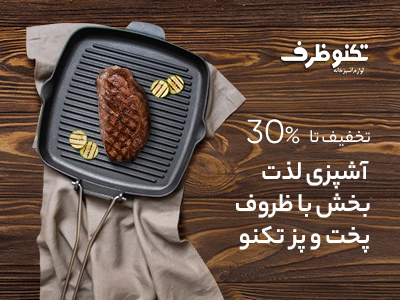 تکنوظرف
لوازم آشپزخانه
تخفیف تا 30%
آشپزی لذت
بخش با ظروف
پخت و پز تکنو